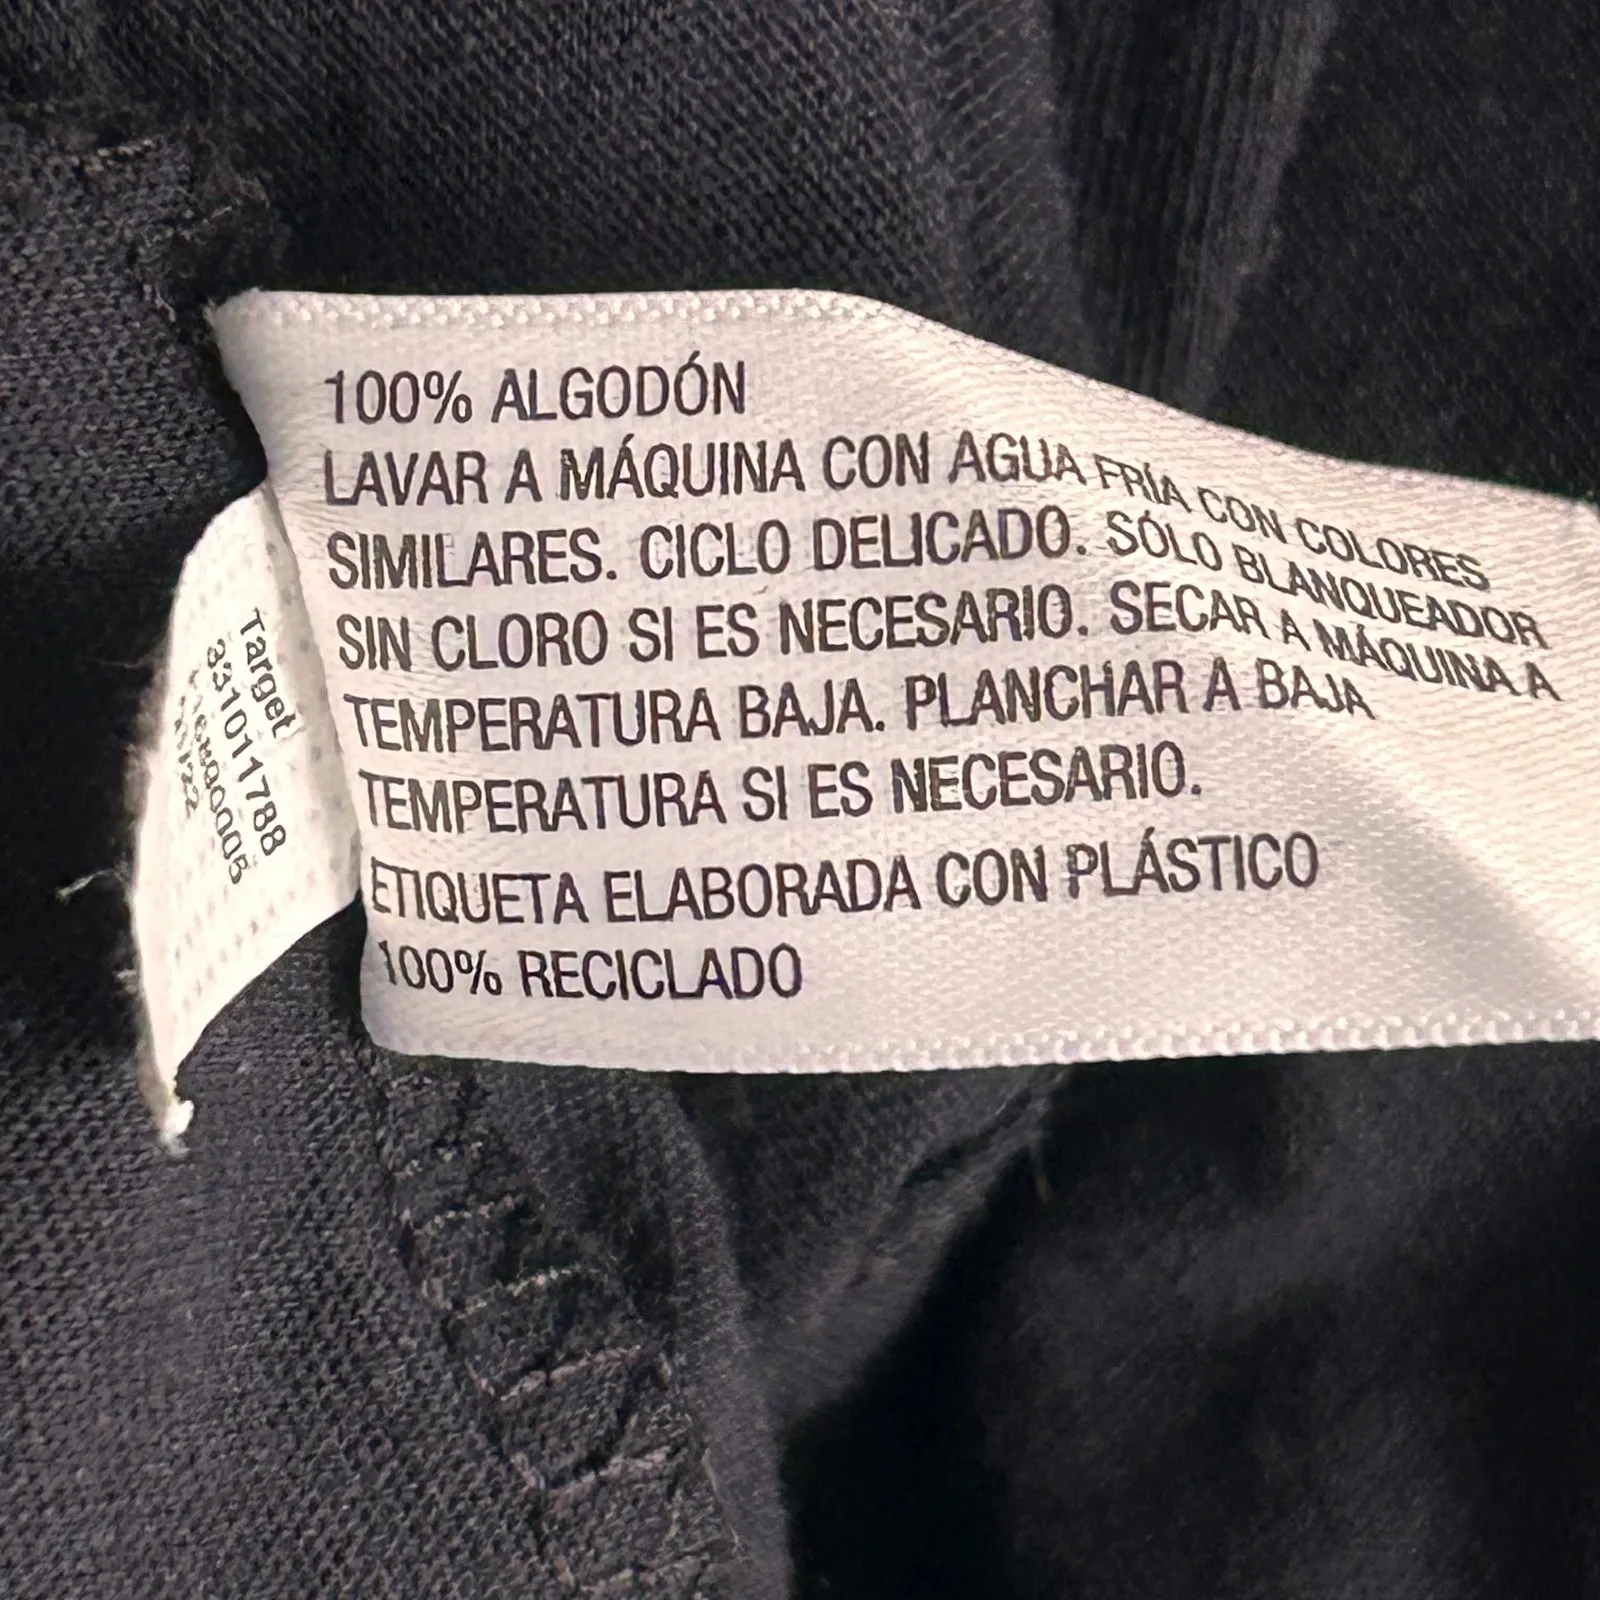 100% ALGODÓN
LAVAR A MÁQUINA CON AGUA FRÍA CON COLORES
SIMILARES. CICLO DELICADO. SÓLO BLANQUEADOR
SIN CLORO SI ES NECESARIO. SECAR A MÁQUINA A
TEMPERATURA BAJA. PLANCHAR A BAJA
TEMPERATURA SI ES NECESARIO.
ETIQUETA ELABORADA CON PLÁSTICO
100% RECICLADO
Target
331011788